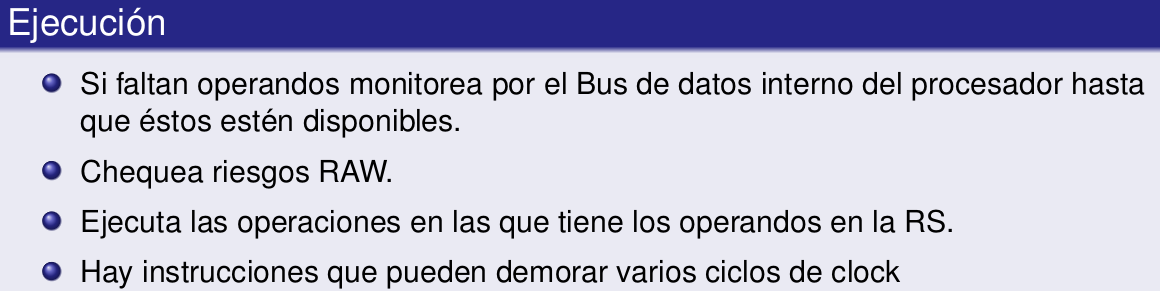 Ejecución
Si faltan operandos monitorea por el Bus de datos interno del procesador hasta
que éstos estén disponibles.
Chequea riesgos RAW.
Ejecuta las operaciones en las que tiene los operandos en la RS.
Hay instrucciones que pueden demorar varios ciclos de clock